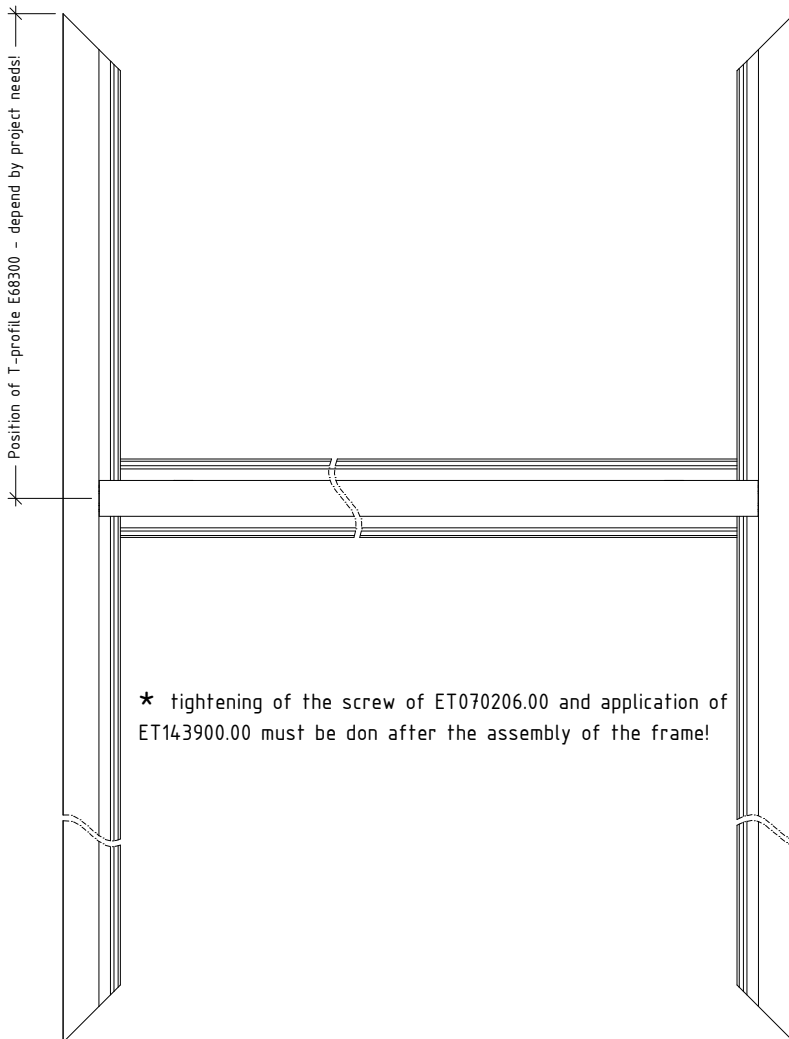 Position of T-profile E68300 - depend by project needs!
* tightening of the screw of ET070206.00 and application of
ET143900.00 must be don after the assembly of the frame!